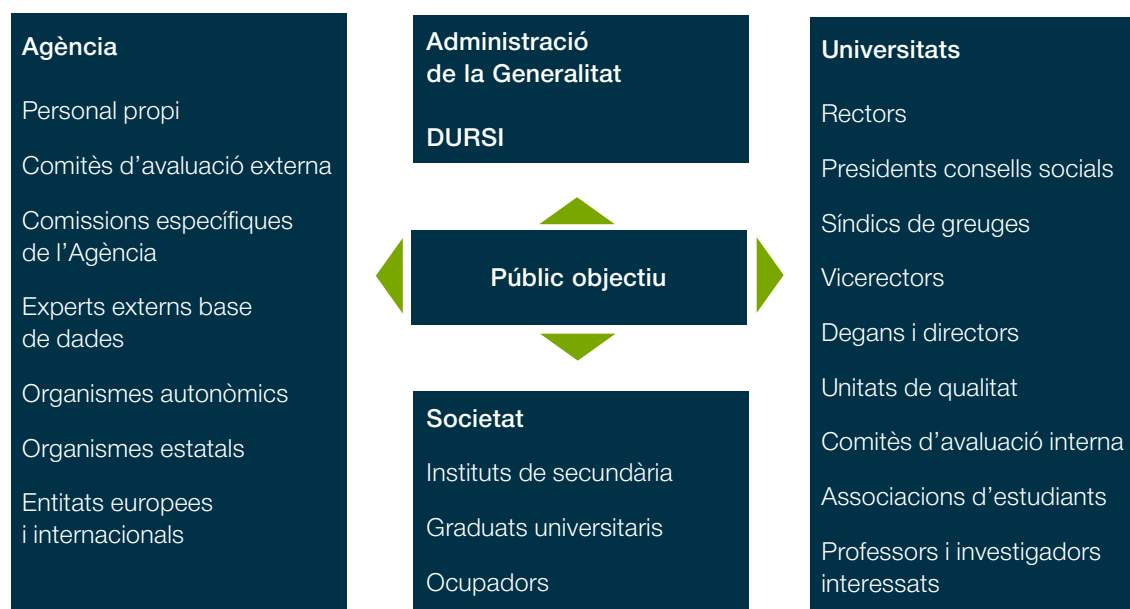 Agència
Personal propi
Comitès d'avaluació externa
Comissions específiques
de l'Agència
Experts externs base
de dades
Organismes autonòmics
Organismes estatals
Entitats europees
i internacionals
Administració
de la Generalitat
DURSI
Públic objectiu
Societat
Instituts de secundària
Graduats universitaris
Ocupadors
Universitats
Rectors
Presidents consells socials
Síndics de greuges
Vicerectors
Degans i directors
Unitats de qualitat
Comitès d'avaluació interna
Associacions d'estudiants
Professors i investigadors
interessats